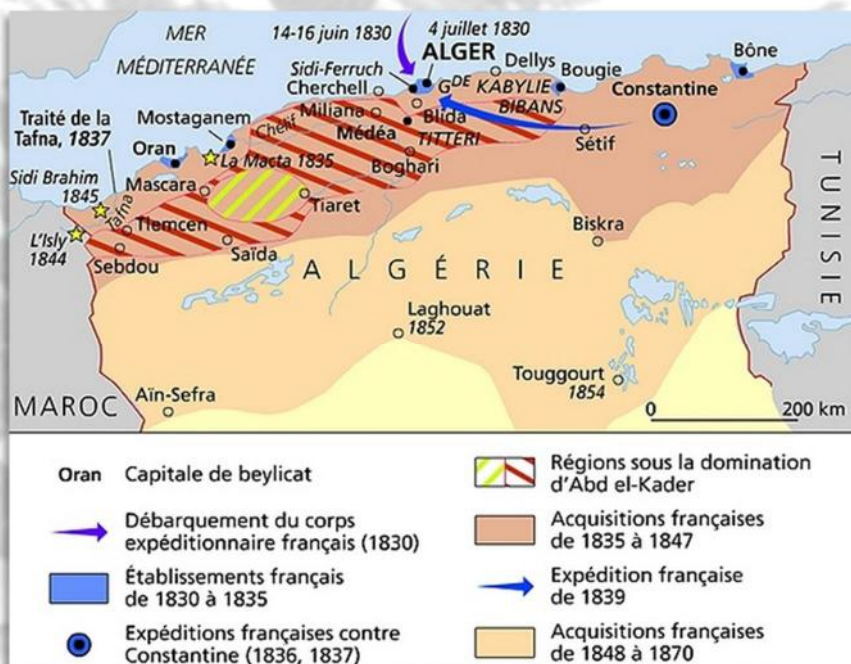 MER
MÉDITERRANÉE
14-16 juin 1830
4 juillet 1830
ALGER
Sidi-Ferruch
Cherchell
Dellys
Bougie
Bône
GDE KABYLIE
BIBANS
Constantine
Traité de la
Tafna, 1837
Mostaganem
Oran
Chélif
Miliana
Blida
Médéa
TITTERI
Sétif
La Macta 1835
Boghari
Sidi Brahim
1845
Mascara
Tafna
Tlemcen
Tiaret
Biskra
L'Isly
1844
Sebdou
Saïda
ALGÉRIE
TUNISIE
Laghouat
1852
Touggourt
1854
Aïn-Sefra
MAROC
0 200 km
Oran Capitale de beylicat
Débarquement du corps
expéditionnaire français (1830)
Établissements français
de 1830 à 1835
Expéditions françaises contre
Constantine (1836, 1837)
Régions sous la domination
d'Abd el-Kader
Acquisitions françaises
de 1835 à 1847
Expédition française
de 1839
Acquisitions françaises
de 1848 à 1870